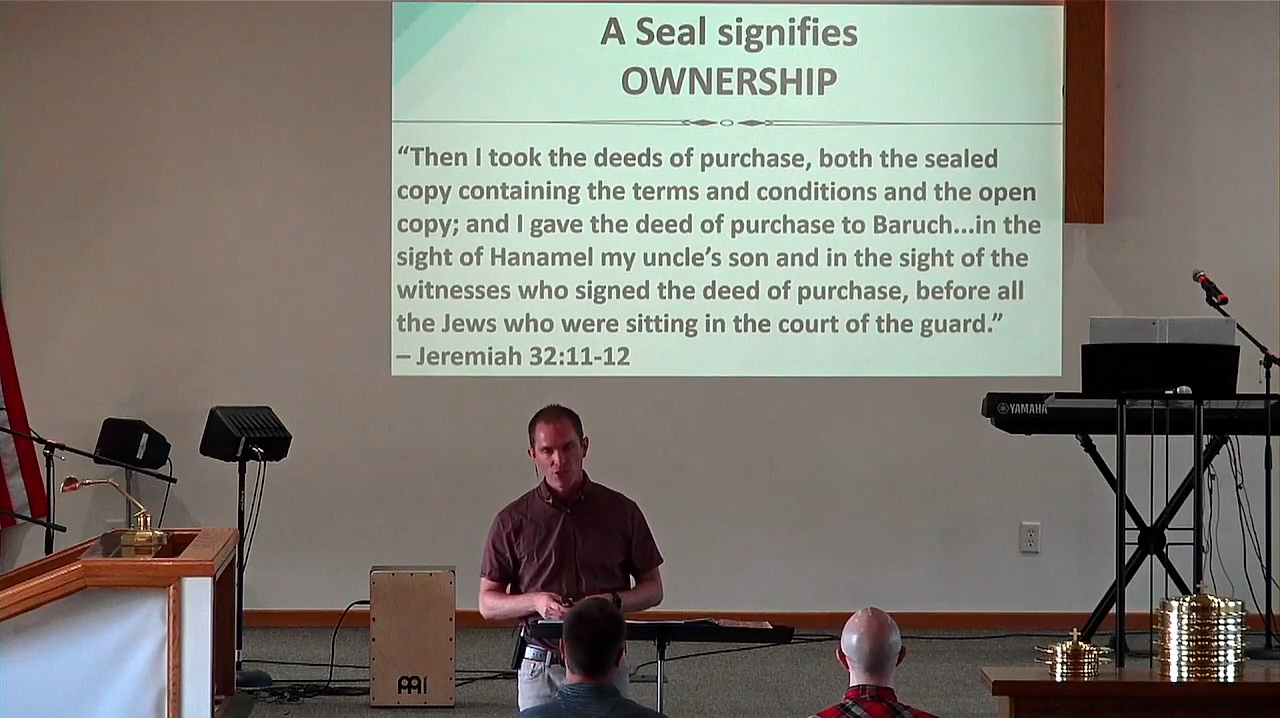 A Seal signifies
OWNERSHIP
“Then I took the deeds of purchase, both the sealed
copy containing the terms and conditions and the open
copy; and I gave the deed of purchase to Baruch...in the
sight of Hanamel my uncle’s son and in the sight of the
witnesses who signed the deed of purchase, before all
the Jews who were sitting in the court of the guard.”
– Jeremiah 32:11-12
YAMAHA